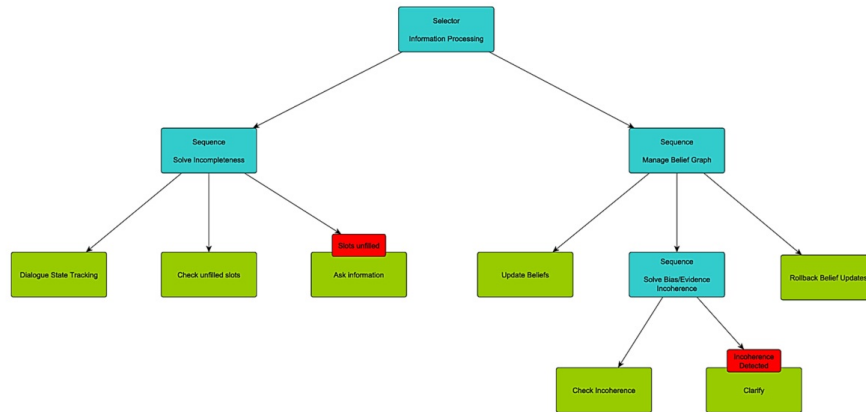 Selector
Information Processing
Sequence
Solve Incompleteness
Sequence
Manage Belief Graph
Slots unfilled
Dialogue State Tracking
Check unfilled slots
Ask information
Update Beliefs
Sequence
Solve Bias/Evidence
Incoherence
Rollback Belief Updates
Incoherence
Detected
Check Incoherence
Clarify